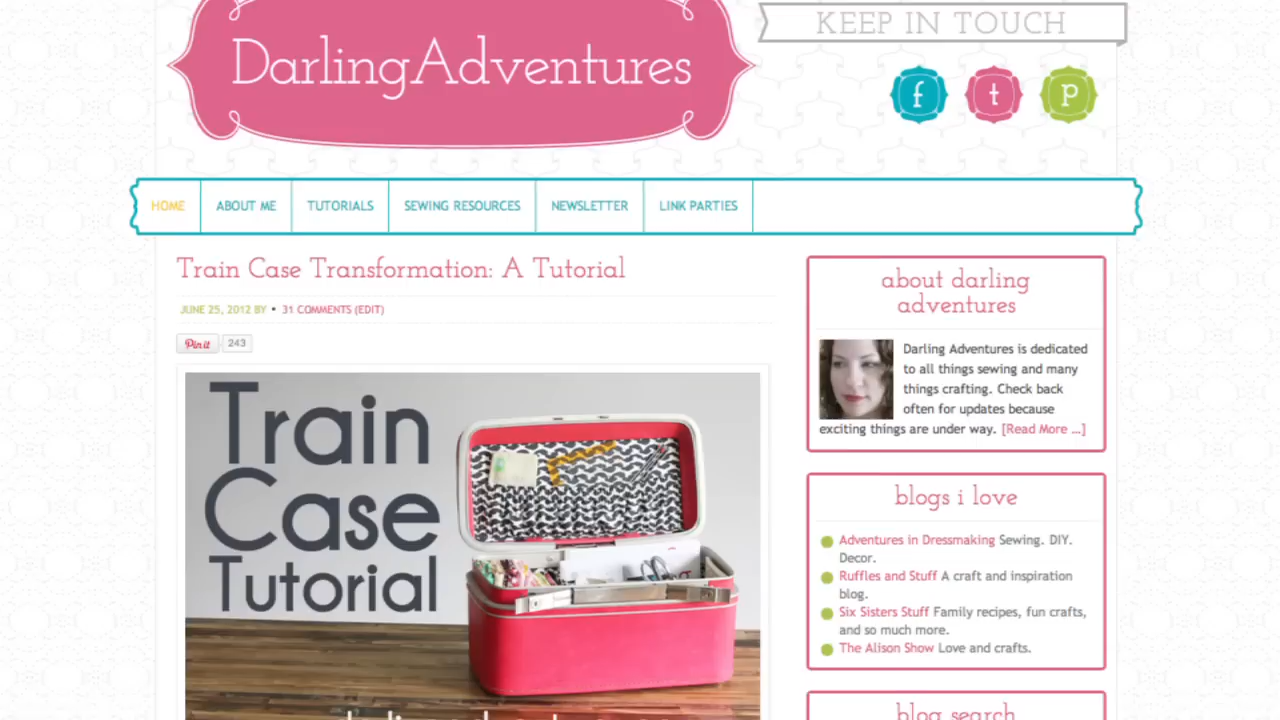 DarlingAdventures
KEEP IN TOUCH
f t p
HOME ABOUT ME TUTORIALS SEWING RESOURCES NEWSLETTER LINK PARTIES
Train Case Transformation: A Tutorial
JUNE 25, 2012 BY • 31 COMMENTS (EDIT)
Pin it 243
Train
Case
Tutorial
about darling
adventures
Darling Adventures is dedicated
to all things sewing and many
things crafting. Check back
often for updates because
exciting things are under way. [Read More ...]
blogs i love
Adventures in Dressmaking Sewing. DIY.
Decor.
Ruffles and Stuff A craft and inspiration
blog.
Six Sisters Stuff Family recipes, fun crafts,
and so much more.
The Alison Show Love and crafts.
blog search